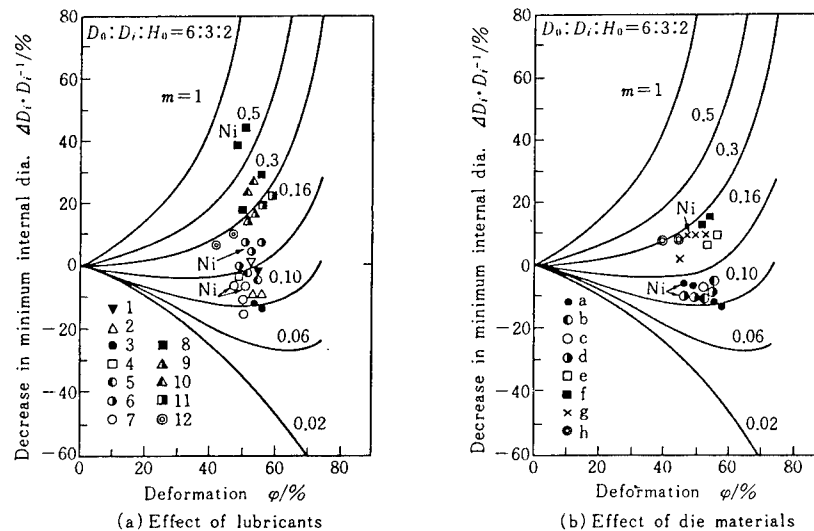 D₀:Dᵢ:H₀=6:3:2
m=1
0.5
Ni
0.3
0.16
Ni
0.10
Ni
0.06
0.02
80
60
40
20
0
−20
−40
−60
Decrease in minimum internal dia. ΔDᵢ·Dᵢ⁻¹/%
1
2
3
4
5
6
7
8
9
10
11
12
0 20 40 60 80
Deformation φ/%
(a) Effect of lubricants
D₀:Dᵢ:H₀=6:3:2
m=1
0.5
0.3
0.16
Ni
0.10
Ni
0.06
0.02
80
60
40
20
0
−20
−40
−60
Decrease in minimum internal dia. ΔDᵢ·Dᵢ⁻¹/%
a
b
c
d
e
f
g
h
0 20 40 60 80
Deformation φ/%
(b) Effect of die materials